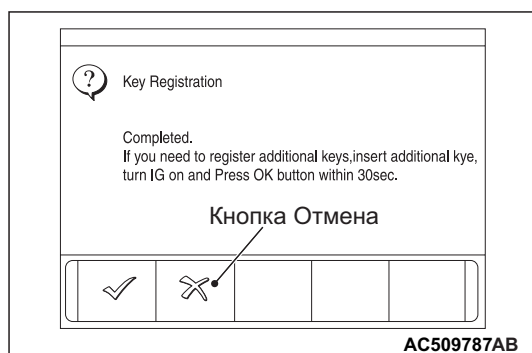 Key Registration
Completed.
If you need to register additional keys,insert additional kye,
turn IG on and Press OK button within 30sec.
Кнопка Отмена
AC509787AB